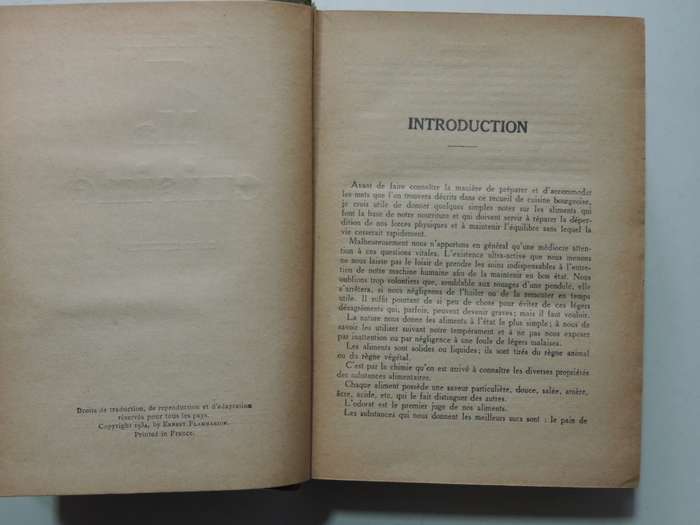 Droits de traduction, de reproduction et d'adaptation
réservés pour tous les pays.
Copyright 1934, by ERNEST FLAMMARION.
Printed in France.
INTRODUCTION
Avant de faire connaître la manière de préparer et d'accommoder
les mets que l'on trouvera décrits dans ce recueil de cuisine bourgeoise,
je crois utile de donner quelques simples notes sur les aliments qui
font la base de notre nourriture et qui doivent servir à réparer la déper-
dition de nos forces physiques et à maintenir l'équilibre sans lequel la
vie cesserait rapidement.
Malheureusement nous n'apportons en général qu'une médiocre atten-
tion à ces questions vitales. L'existence ultra-active que nous menons
ne nous laisse pas le loisir de prendre les soins indispensables à l'entre-
tien de notre machine humaine afin de la maintenir en bon état. Nous
oublions trop volontiers que, semblable aux rouages d'une pendule, elle
s'arrêtera, si nous négligeons de l'huiler ou de la remonter en temps
utile. Il suffit pourtant de si peu de chose pour éviter de ces légers
désagréments qui, parfois, peuvent devenir graves; mais il faut vouloir.
La nature nous donne les aliments à l'état le plus simple; à nous de
savoir les utiliser suivant notre tempérament et à ne pas nous exposer
par inattention ou par négligence à une foule de légers malaises.
Les aliments sont solides ou liquides; ils sont tirés du règne animal
ou du règne végétal.
C'est par la chimie qu'on est arrivé à connaître les diverses propriétés
des substances alimentaires.
Chaque aliment possède une saveur particulière, douce, salée, amère,
âcre, acide, etc., qui le fait distinguer des autres.
L'odorat est le premier juge de nos aliments.
Les substances qui nous donnent les meilleurs sucs sont : le pain de